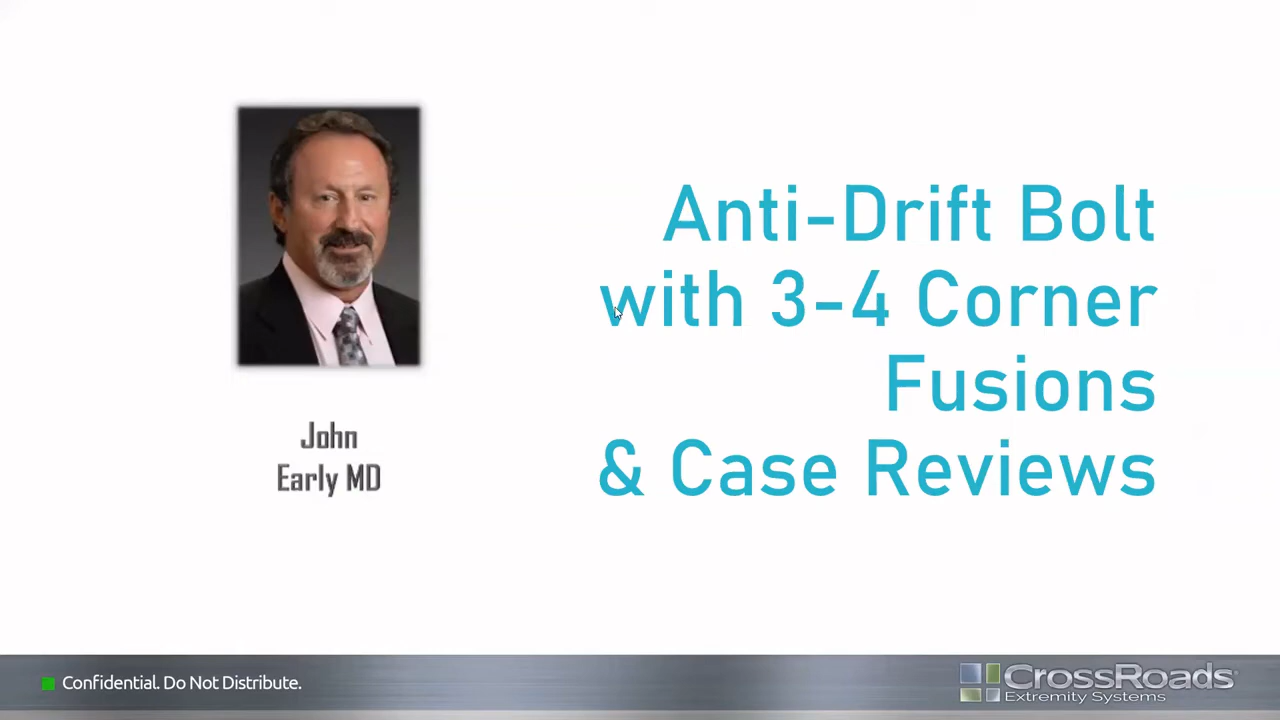 John
Early MD
Anti-Drift Bolt
with 3-4 Corner
Fusions
& Case Reviews
Confidential. Do Not Distribute.
CrossRoads
Extremity Systems